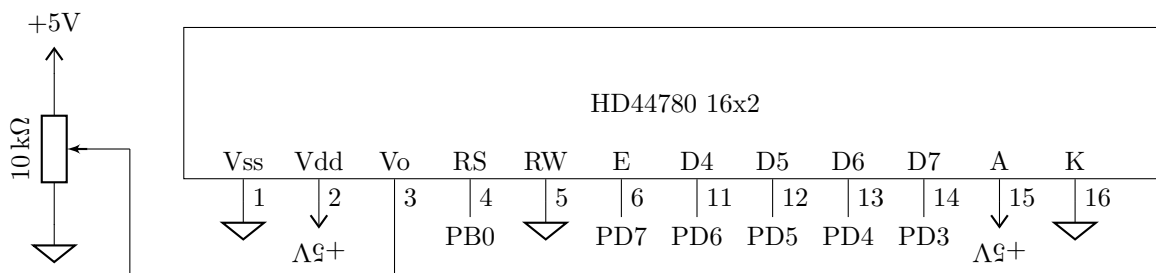 +5V
HD44780 16x2
10 kΩ
Vss Vdd Vo RS RW E D4 D5 D6 D7 A K
1 2 3 4 5 6 11 12 13 14 15 16
PB0 PD7 PD6 PD5 PD4 PD3
+5V +5V